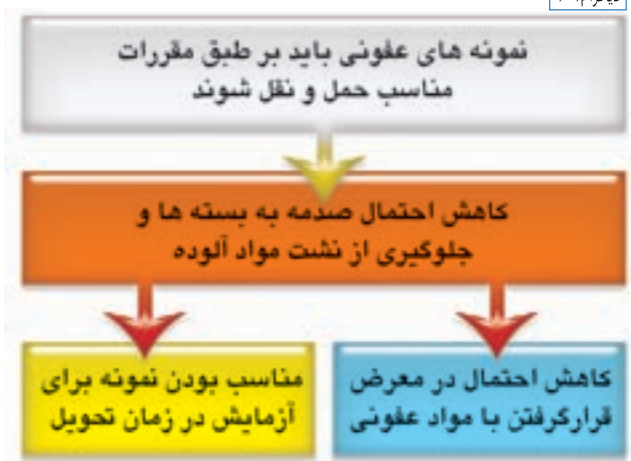 نمونه های عفونی باید بر طبق مقررات
مناسب حمل و نقل شوند
کاهش احتمال صدمه به بسته ها و
جلوگیری از نشت مواد آلوده
کاهش احتمال در معرض
قرارگرفتن با مواد عفونی
مناسب بودن نمونه برای
آزمایش در زمان تحویل